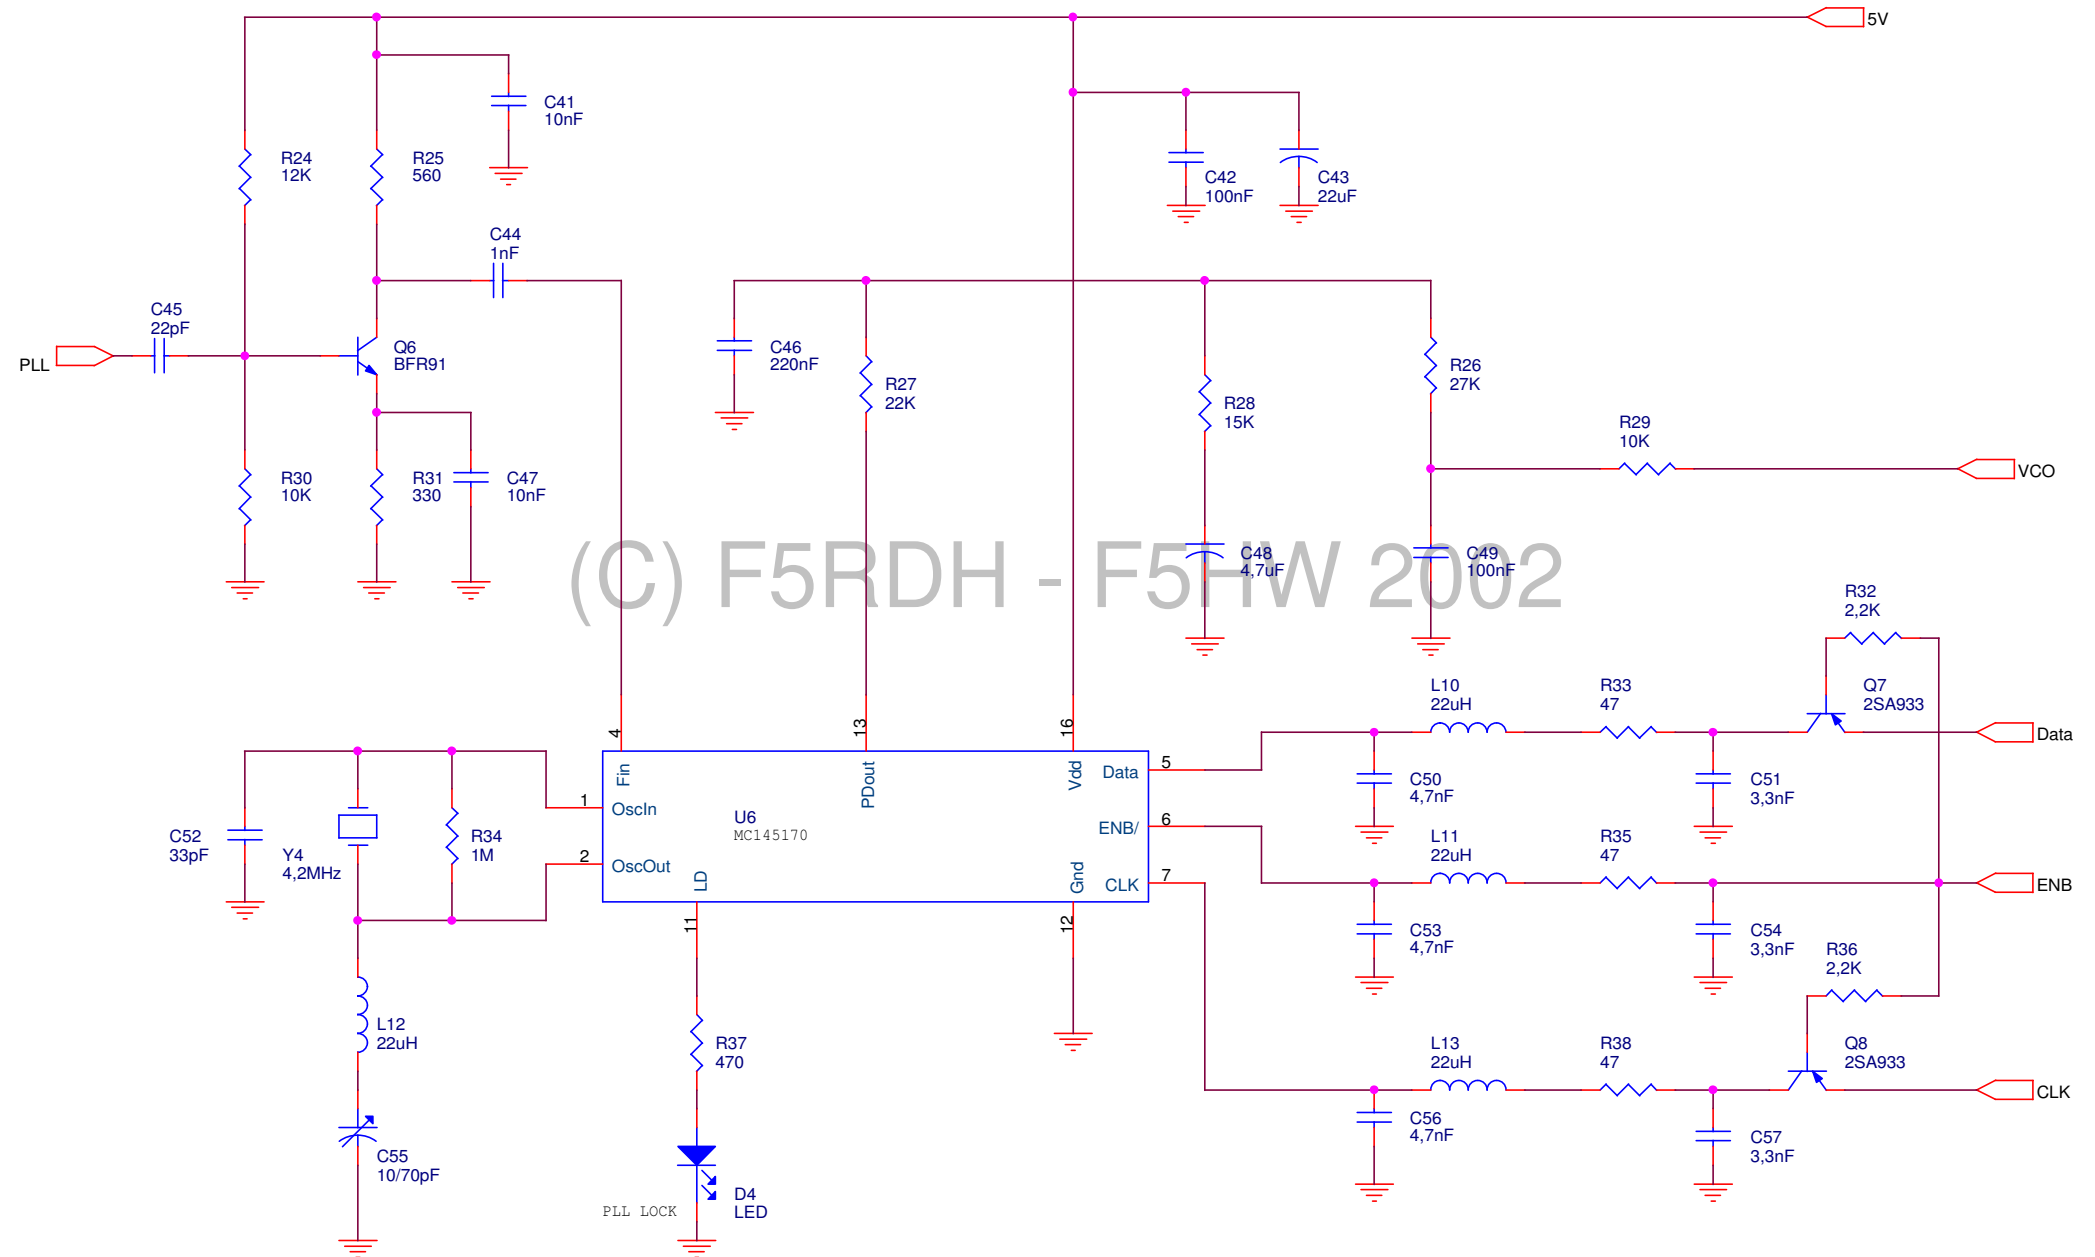 5V
C41
10nF
R24
12K
R25
560
C42
100nF
C43
22uF
C44
1nF
C45
22pF
PLL
Q6
BFR91
C46
220nF
R27
22K
R28
15K
R26
27K
R29
10K
VCO
R30
10K
R31
330
C47
10nF
(C) F5RDH - F5HW 2002
C48
4,7uF
C49
100nF
R32
2,2K
L10
22uH
R33
47
Q7
2SA933
Data
4
13
16
Fin
PDout
Vdd
Data
5
1
OscIn
U6
MC145170
ENB/
6
2
OscOut
LD
Gnd
CLK
7
11
12
C50
4,7nF
C51
3,3nF
C52
33pF
Y4
4,2MHz
R34
1M
L11
22uH
R35
47
ENB
C53
4,7nF
C54
3,3nF
R36
2,2K
L12
22uH
R37
470
L13
22uH
R38
47
Q8
2SA933
CLK
C56
4,7nF
C57
3,3nF
C55
10/70pF
PLL LOCK
D4
LED